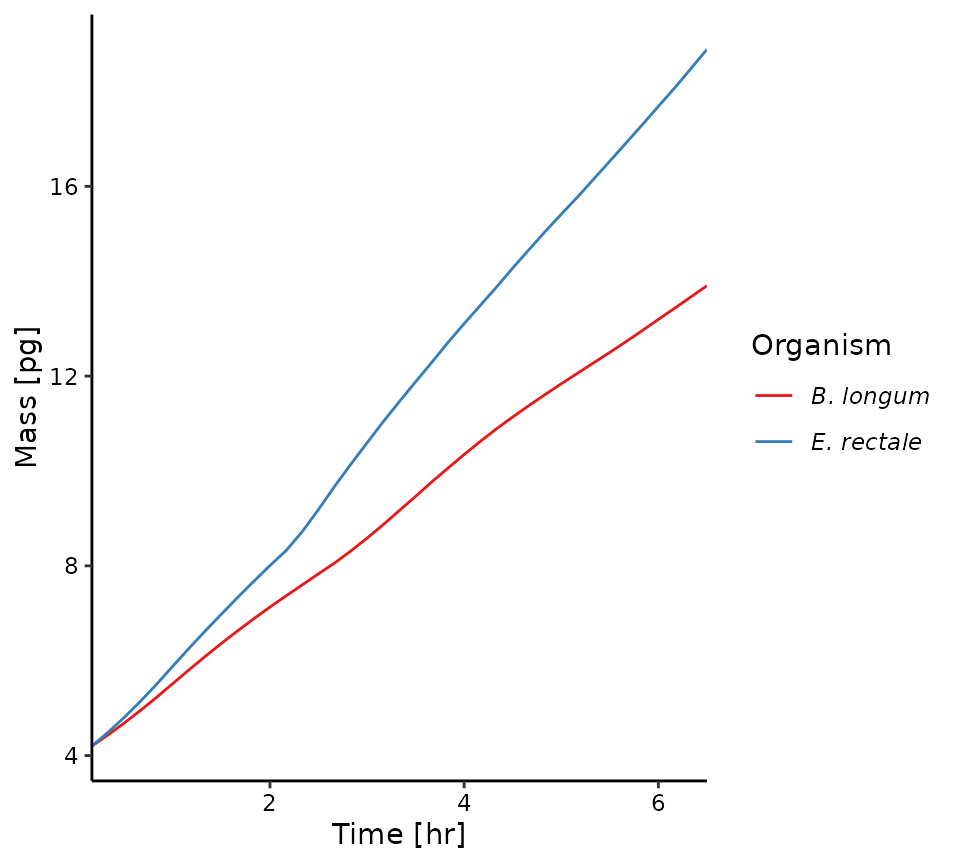 Mass [pg]
16
12
8
4
2 4 6
Time [hr]
Organism
B. longum
E. rectale